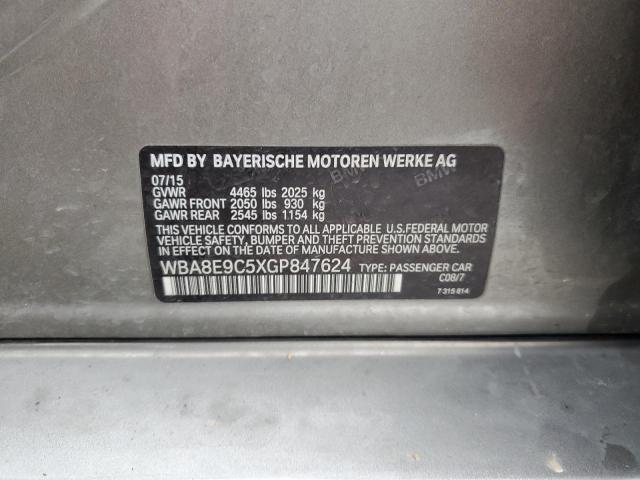 MFD BY BAYERISCHE MOTOREN WERKE AG
07/15
GVWR 4465 lbs 2025 kg
GAWR FRONT 2050 lbs 930 kg
GAWR REAR 2545 lbs 1154 kg
THIS VEHICLE CONFORMS TO ALL APPLICABLE U.S.FEDERAL MOTOR
VEHICLE SAFETY, BUMPER, AND THEFT PREVENTION STANDARDS
IN EFFECT ON THE DATE OF MANUFACTURE SHOWN ABOVE.
WBA8E9C5XGP847624 TYPE: PASSENGER CAR
C08/7
7 315 814
BMW
BMW